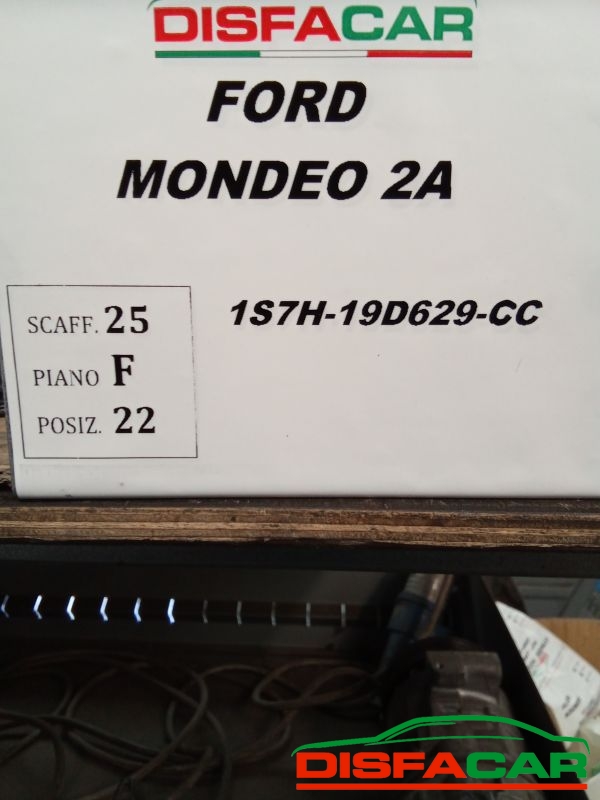 DISFACAR
FORD
MONDEO 2A
SCAFF. 25
PIANO F
POSIZ. 22
1S7H-19D629-CC
DISFACAR